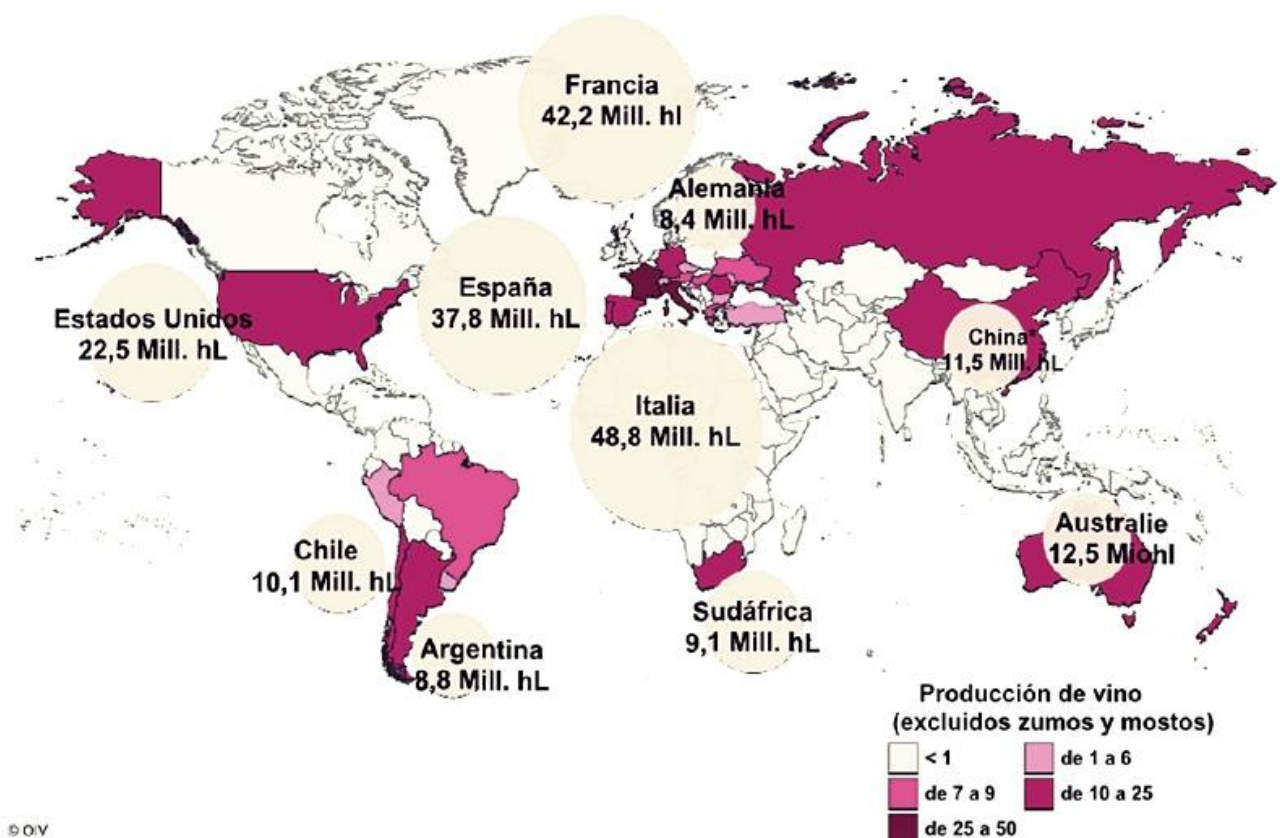 Francia
42,2 Mill. hl
Alemania
8,4 Mill. hL
España
37,8 Mill. hL
Estados Unidos
22,5 Mill. hL
China*
11,5 Mill. hL
Italia
48,8 Mill. hL
Australie
12,5 Miohl
Chile
10,1 Mill. hL
Sudáfrica
9,1 Mill. hL
Argentina
8,8 Mill. hL
Producción de vino
(excluidos zumos y mostos)
< 1
de 1 a 6
de 7 a 9
de 10 a 25
de 25 a 50
© OIV